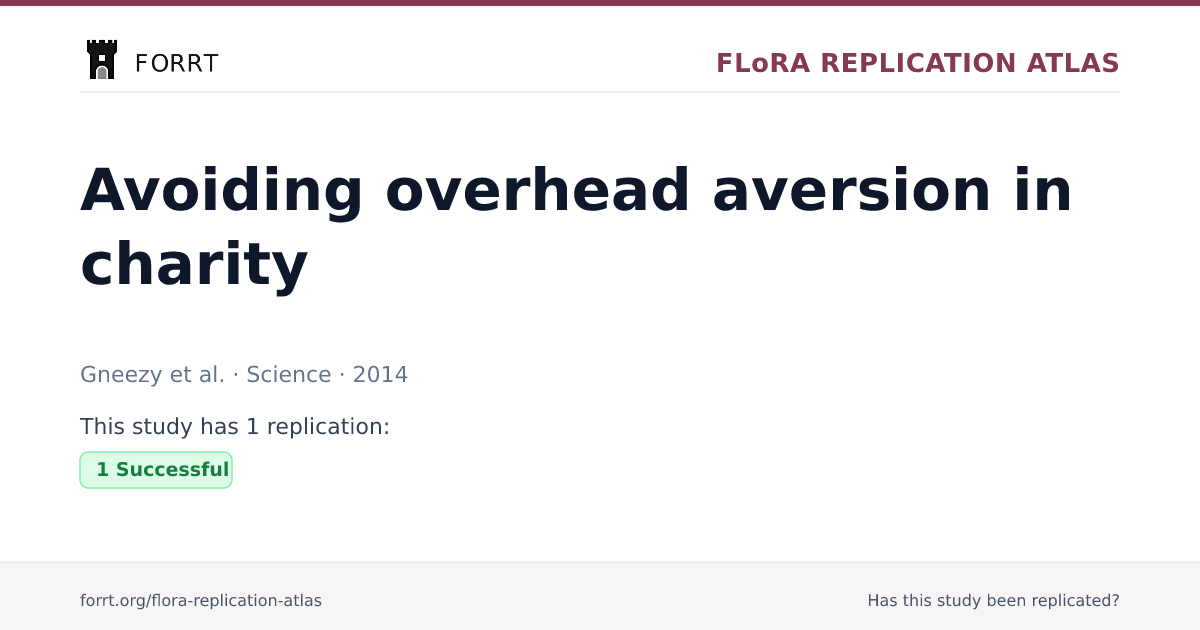 FORRT
FLoRA REPLICATION ATLAS
Avoiding overhead aversion in
charity
Gneezy et al. · Science · 2014
This study has 1 replication:
1 Successful
forrt.org/flora-replication-atlas
Has this study been replicated?